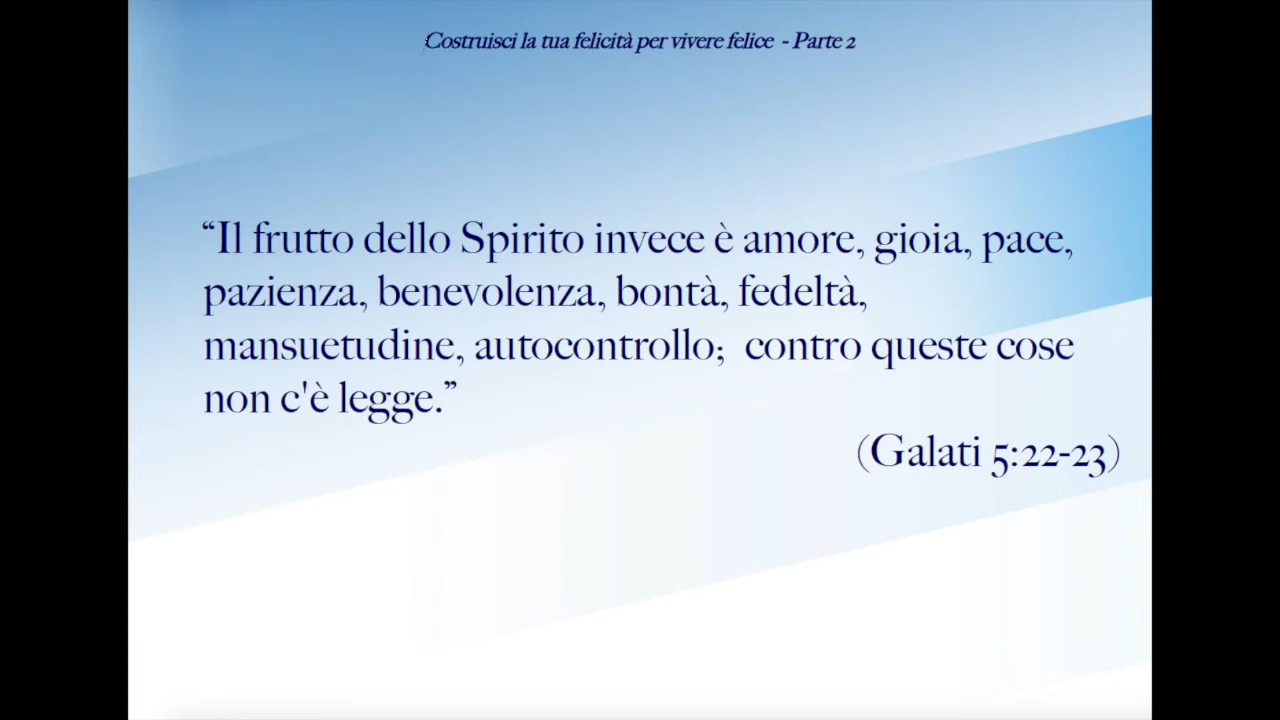 Costruisci la tua felicità per vivere felice - Parte 2
“Il frutto dello Spirito invece è amore, gioia, pace,
pazienza, benevolenza, bontà, fedeltà,
mansuetudine, autocontrollo; contro queste cose
non c'è legge.”
(Galati 5:22-23)